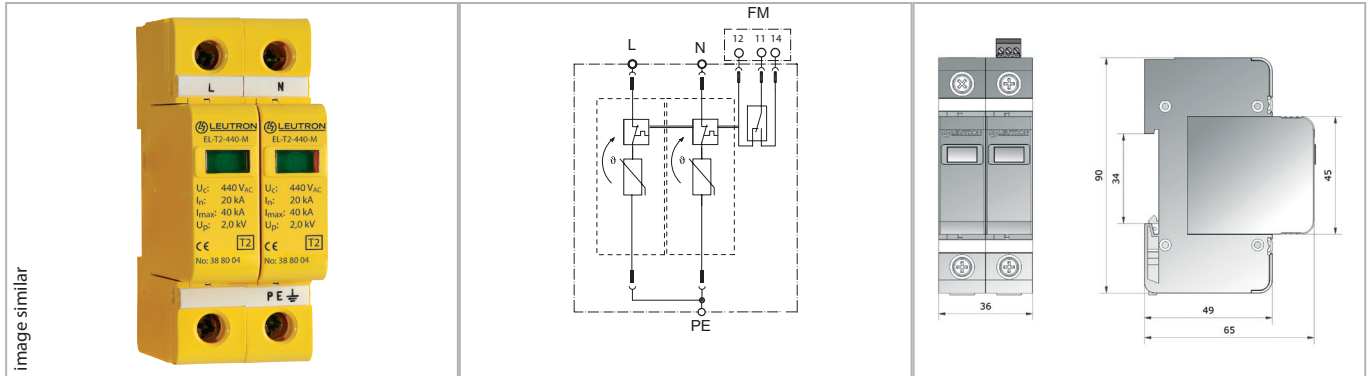 image similar
L N
LEUTRON LEUTRON
EL-T2-440-M EL-T2-440-M
Uc: 440 VAC Uc: 440 VAC
In: 20 kA In: 20 kA
Imax: 40 kA Imax: 40 kA
Up: 2,0 kV Up: 2,0 kV
CE T2 CE T2
No: 38 80 04 No: 38 80 04
PE
FM
12 11 14
L N
ϑ ϑ
PE
LEUTRON LEUTRON
36
90
34
45
49
65